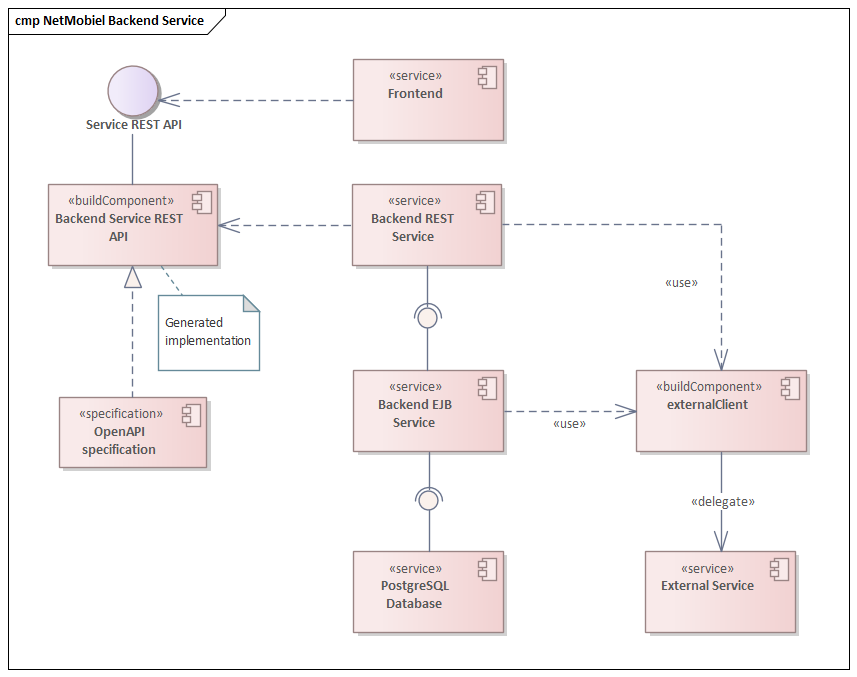 cmp NetMobiel Backend Service
«service»
Frontend
Service REST API
«buildComponent»
Backend Service REST
API
«service»
Backend REST
Service
«use»
Generated
implementation
«service»
Backend EJB
Service
«use»
«buildComponent»
externalClient
«specification»
OpenAPI
specification
«delegate»
«service»
PostgreSQL
Database
«service»
External Service